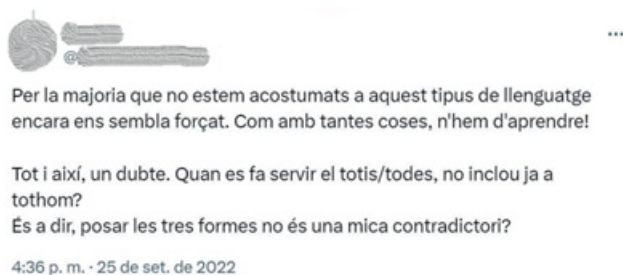 @
Per la majoria que no estem acostumats a aquest tipus de llenguatge
encara ens sembla forçat. Com amb tantes coses, n'hem d'aprendre!
Tot i així, un dubte. Quan es fa servir el totis/todes, no inclou ja a
tothom?
És a dir, posar les tres formes no és una mica contradictori?
4:36 p. m. · 25 de set. de 2022